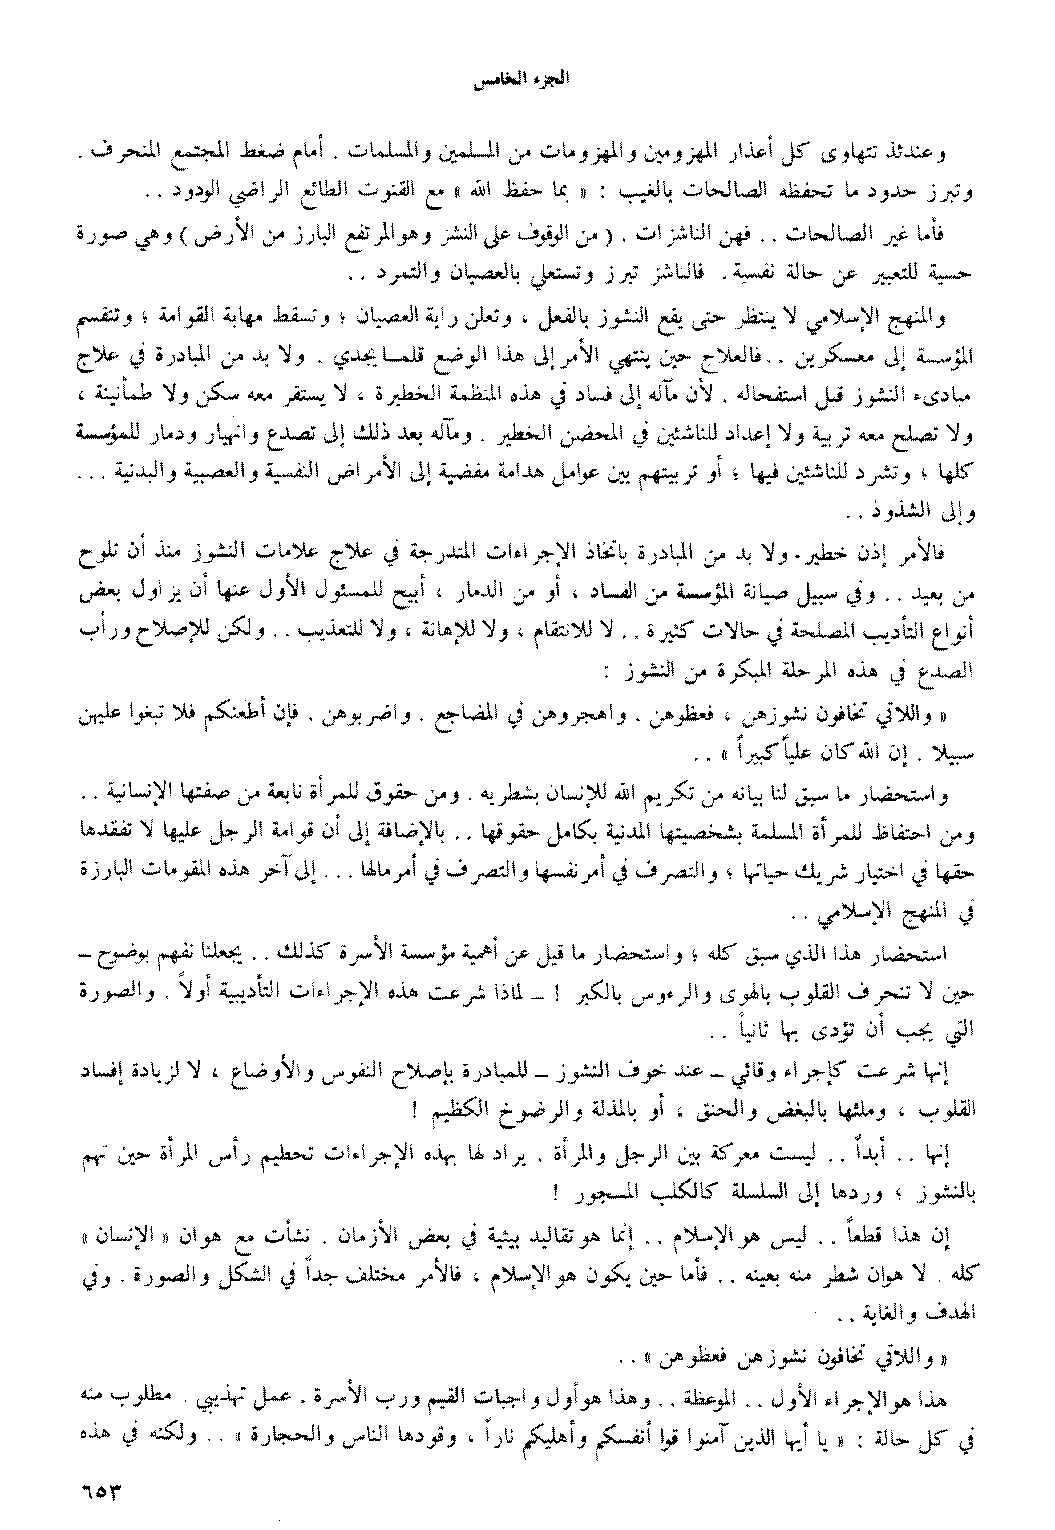 الجزء الخامس
وعندئذ تتهاوى كل أعذار المهزومين والمهزومات من المسلمين والمسلمات . أمام ضغط المجتمع المنحرف .
وتبرز حدود ما تحفظه الصالحات بالغيب : « بما حفظ الله » مع القنوت الطائع الراضي الودود . .
فأما غير الصالحات . . فهن الناشزات . ( من الوقوف على النشز وهو المرتفع البارز من الأرض ) وهي صورة
حسية للتعبير عن حالة نفسية . فالناشز تبرز وتستعلي بالعصيان والتمرد . .
والمنهج الإسلامي لا ينتظر حتى يقع النشوز بالفعل ، وتعلن راية العصيان ؛ وتسقط مهابة القوامة ؛ وتنقسم
المؤسسة إلى معسكرين . . فالعلاج حين ينتهي الأمر إلى هذا الوضع قلما يجدي . ولا بد من المبادرة في علاج
مبادىء النشوز قبل استفحاله . لأن مآله إلى فساد في هذه المنظمة الخطيرة ، لا يستقر معه سكن ولا طمأنينة ،
ولا تصلح معه تربية ولا إعداد للناشئين في المحضن الخطير . ومآله بعد ذلك إلى تصدع وانهيار ودمار للمؤسسة
كلها ؛ وتشرد للناشئين فيها ؛ أو تربيتهم بين عوامل هدامة مفضية إلى الأمراض النفسية والعصبية والبدنية . . .
وإلى الشذوذ . .
فالأمر إذن خطير . ولا بد من المبادرة باتخاذ الإجراءات المتدرجة في علاج علامات النشوز منذ أن تلوح
من بعيد . . وفي سبيل صيانة المؤسسة من الفساد ، أو من الدمار ، أبيح للمسئول الأول عنها أن يزاول بعض
أنواع التأديب المصلحة في حالات كثيرة . . لا للانتقام ، ولا للإهانة ، ولا للتعذيب . . ولكن للإصلاح ورأب
الصدع في هذه المرحلة المبكرة من النشوز :
« واللاتي تخافون نشوزهن ، فعظوهن . واهجروهن في المضاجع . واضربوهن . فإن أطعنكم فلا تبغوا عليهن
سبيلا . إن الله كان علياً كبيراً » . .
واستحضار ما سبق لنا بيانه من تكريم الله للإنسان بشطريه . ومن حقوق للمرأة نابعة من صفتها الإنسانية . .
ومن احتفاظ للمرأة المسلمة بشخصيتها المدنية بكامل حقوقها . . بالإضافة إلى أن قوامة الرجل عليها لا تفقدها
حقها في اختيار شريك حياتها ؛ والتصرف في أمر نفسها والتصرف في أمر مالها . . . إلى آخر هذه المقومات البارزة
في المنهج الإسلامي . .
استحضار هذا الذي سبق كله ؛ واستحضار ما قيل عن أهمية مؤسسة الأسرة كذلك . . يجعلنا نفهم بوضوح –
حين لا تنحرف القلوب بالهوى والرءوس بالكبر ! – لماذا شرعت هذه الإجراءات التأديبية أولاً . والصورة
التي يجب أن تؤدى بها ثانياً . .
إنها شرعت كإجراء وقائي – عند خوف النشوز – للمبادرة بإصلاح النفوس والأوضاع ، لا لزيادة إفساد
القلوب ، وملئها بالبغض والحنق ، أو بالمذلة والرضوخ الكظيم !
إنها . . أبداً . . ليست معركة بين الرجل والمرأة . يراد لها بهذه الإجراءات تحطيم رأس المرأة حين تهم
بالنشوز ؛ وردها إلى السلسلة كالكلب المسجور !
إن هذا قطعاً . . ليس هو الإسلام . . إنما هو تقاليد بيئية في بعض الأزمان . نشأت مع هوان « الإنسان »
كله . لا هوان شطر منه بعينه . . فأما حين يكون هو الإسلام ، فالأمر مختلف جداً في الشكل والصورة . وفي
الهدف والغاية . .
« واللاتي تخافون نشوزهن فعظوهن » . .
هذا هو الإجراء الأول . . الموعظة . . وهذا هو أول واجبات القيم ورب الأسرة . عمل تهذيبي . مطلوب منه
في كل حالة : « يا أيها الذين آمنوا قوا أنفسكم وأهليكم ناراً ، وقودها الناس والحجارة » . . ولكنه في هذه
٦٥٣